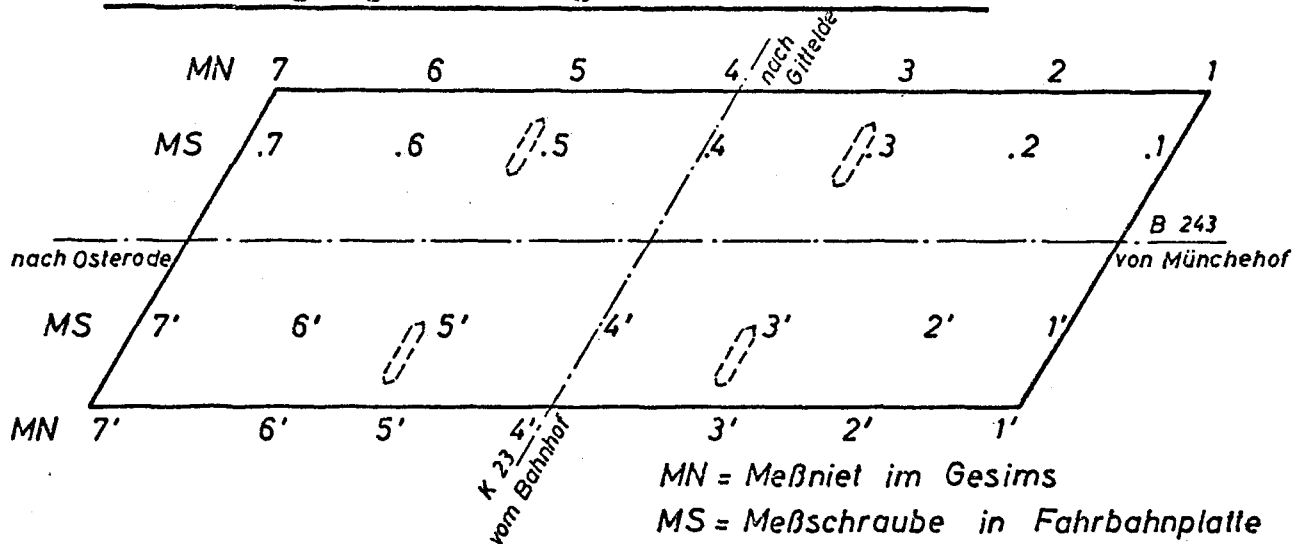 MN 7 6 5 4 3 2 1
nach
Gittelde
MS .7 .6 .5 .4 .3 .2 .1
B 243
nach Osterode
von Münchehof
MS 7' 6' 5' 4' 3' 2' 1'
MN 7' 6' 5' 4' 3' 2' 1'
K 23
vom Bahnhof
MN = Meßniet im Gesims
MS = Meßschraube in Fahrbahnplatte